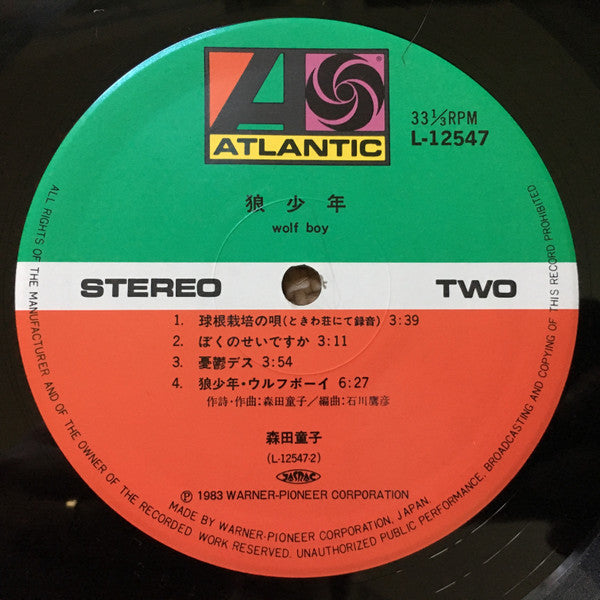 ATLANTIC
®
33⅓RPM
L-12547
狼少年
wolf boy
STEREO
TWO
1. 球根栽培の唄(ときわ荘にて録音) 3:39
2. ぼくのせいですか 3:11
3. 憂鬱デス 3:54
4. 狼少年・ウルフボーイ 6:27
作詩・作曲:森田童子/編曲:石川鷹彦
森田童子
(L-12547-2)
JASRAC
Ⓟ 1983 WARNER-PIONEER CORPORATION
MADE BY WARNER-PIONEER CORPORATION, JAPAN.
ALL RIGHTS OF THE MANUFACTURER AND OF THE OWNER OF THE RECORDED WORK RESERVED. UNAUTHORIZED PUBLIC PERFORMANCE, BROADCASTING AND COPYING OF THIS RECORD PROHIBITED